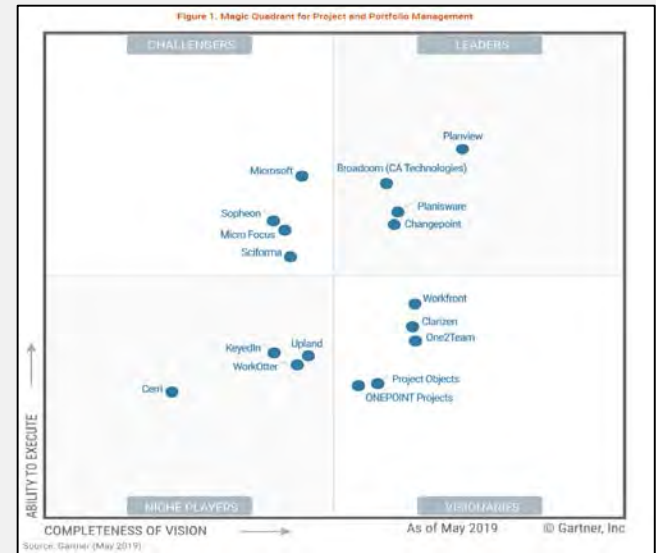 Figure 1. Magic Quadrant for Project and Portfolio Management
CHALLENGERS
LEADERS
Planview
Microsoft
Broadcom (CA Technologies)
Sopheon
Planisware
Micro Focus
Changepoint
Sciforma
Workfront
Clarizen
One2Team
KeyedIn
Upland
WorkOtter
Cerri
Project Objects
ONEPOINT Projects
ABILITY TO EXECUTE
NICHE PLAYERS
VISIONARIES
COMPLETENESS OF VISION
As of May 2019
© Gartner, Inc
Source: Gartner (May 2019)